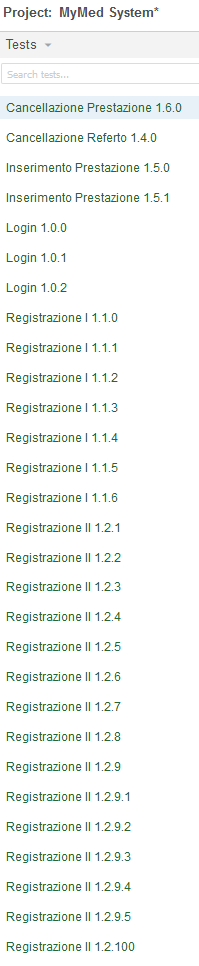 Project: MyMed System*
Tests
Search tests...
Cancellazione Prestazione 1.6.0
Cancellazione Referto 1.4.0
Inserimento Prestazione 1.5.0
Inserimento Prestazione 1.5.1
Login 1.0.0
Login 1.0.1
Login 1.0.2
Registrazione I 1.1.0
Registrazione I 1.1.1
Registrazione I 1.1.2
Registrazione I 1.1.3
Registrazione I 1.1.4
Registrazione I 1.1.5
Registrazione I 1.1.6
Registrazione II 1.2.1
Registrazione II 1.2.2
Registrazione II 1.2.3
Registrazione II 1.2.4
Registrazione II 1.2.5
Registrazione II 1.2.6
Registrazione II 1.2.7
Registrazione II 1.2.8
Registrazione II 1.2.9
Registrazione II 1.2.9.1
Registrazione II 1.2.9.2
Registrazione II 1.2.9.3
Registrazione II 1.2.9.4
Registrazione II 1.2.9.5
Registrazione II 1.2.100